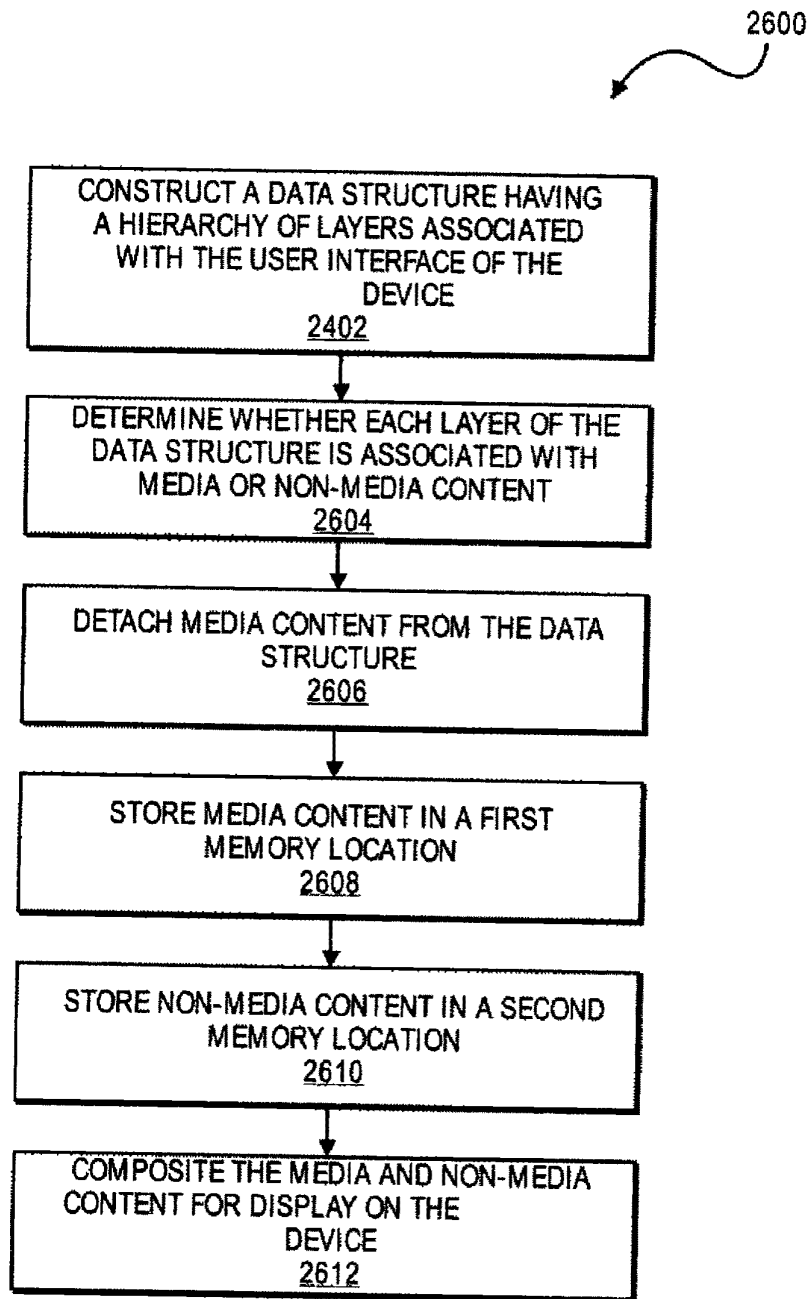 2600
CONSTRUCT A DATA STRUCTURE HAVING
A HIERARCHY OF LAYERS ASSOCIATED
WITH THE USER INTERFACE OF THE
DEVICE
2402
DETERMINE WHETHER EACH LAYER OF THE
DATA STRUCTURE IS ASSOCIATED WITH
MEDIA OR NON-MEDIA CONTENT
2604
DETACH MEDIA CONTENT FROM THE DATA
STRUCTURE
2606
STORE MEDIA CONTENT IN A FIRST
MEMORY LOCATION
2608
STORE NON-MEDIA CONTENT IN A SECOND
MEMORY LOCATION
2610
COMPOSITE THE MEDIA AND NON-MEDIA
CONTENT FOR DISPLAY ON THE
DEVICE
2612